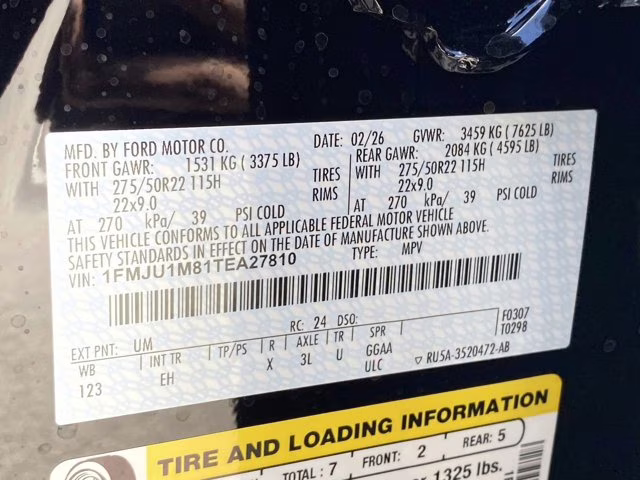 MFD. BY FORD MOTOR CO. DATE: 02/26 GVWR: 3459 KG ( 7625 LB)
FRONT GAWR: 1531 KG ( 3375 LB) REAR GAWR: 2084 KG ( 4595 LB)
WITH 275/50R22 115H TIRES WITH 275/50R22 115H TIRES
22x9.0 RIMS 22x9.0 RIMS
AT 270 kPa/ 39 PSI COLD AT 270 kPa/ 39 PSI COLD
THIS VEHICLE CONFORMS TO ALL APPLICABLE FEDERAL MOTOR VEHICLE
SAFETY STANDARDS IN EFFECT ON THE DATE OF MANUFACTURE SHOWN ABOVE.
VIN: 1FMJU1M81TEA27810 TYPE: MPV
F0307
EXT PNT: UM RC: 24 DSO: T0298
WB INT TR TP/PS R AXLE TR SPR
123 EH X 3L U GGAA
ULC ▽ RU5A-3520472-AB
TIRE AND LOADING INFORMATION
TOTAL : 7 FRONT: 2 REAR: 5
1325 lbs.